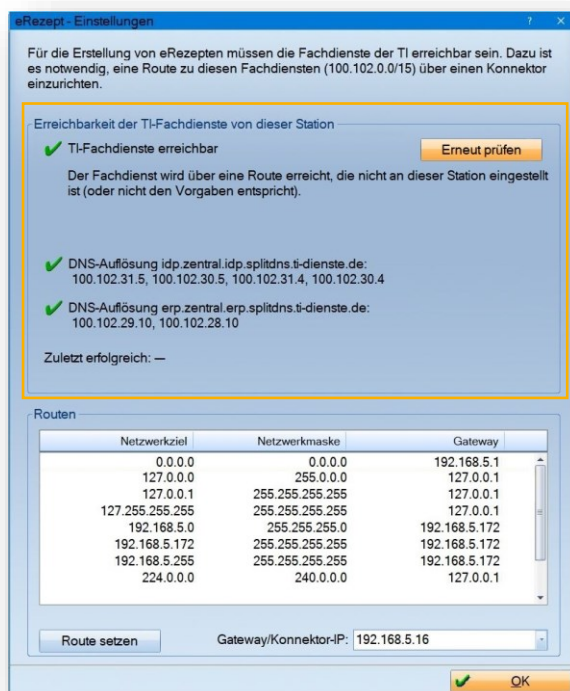 eRezept - Einstellungen
Für die Erstellung von eRezepten müssen die Fachdienste der TI erreichbar sein. Dazu ist
es notwendig, eine Route zu diesen Fachdiensten (100.102.0.0/15) über einen Konnektor
einzurichten.
Erreichbarkeit der TI-Fachdienste von dieser Station
TI-Fachdienste erreichbar
Erneut prüfen
Der Fachdienst wird über eine Route erreicht, die nicht an dieser Station eingestellt
ist (oder nicht den Vorgaben entspricht).
DNS-Auflösung idp.zentral.idp.splitdns.ti-dienste.de:
100.102.31.5, 100.102.30.5, 100.102.31.4, 100.102.30.4
DNS-Auflösung erp.zentral.erp.splitdns.ti-dienste.de:
100.102.29.10, 100.102.28.10
Zuletzt erfolgreich: —
Routen
Netzwerkziel Netzwerkmaske Gateway
0.0.0.0 0.0.0.0 192.168.5.1
127.0.0.0 255.0.0.0 127.0.0.1
127.0.0.1 255.255.255.255 127.0.0.1
127.255.255.255 255.255.255.255 127.0.0.1
192.168.5.0 255.255.255.0 192.168.5.172
192.168.5.172 255.255.255.255 192.168.5.172
192.168.5.255 255.255.255.255 192.168.5.172
224.0.0.0 240.0.0.0 127.0.0.1
Route setzen Gateway/Konnektor-IP: 192.168.5.16
OK